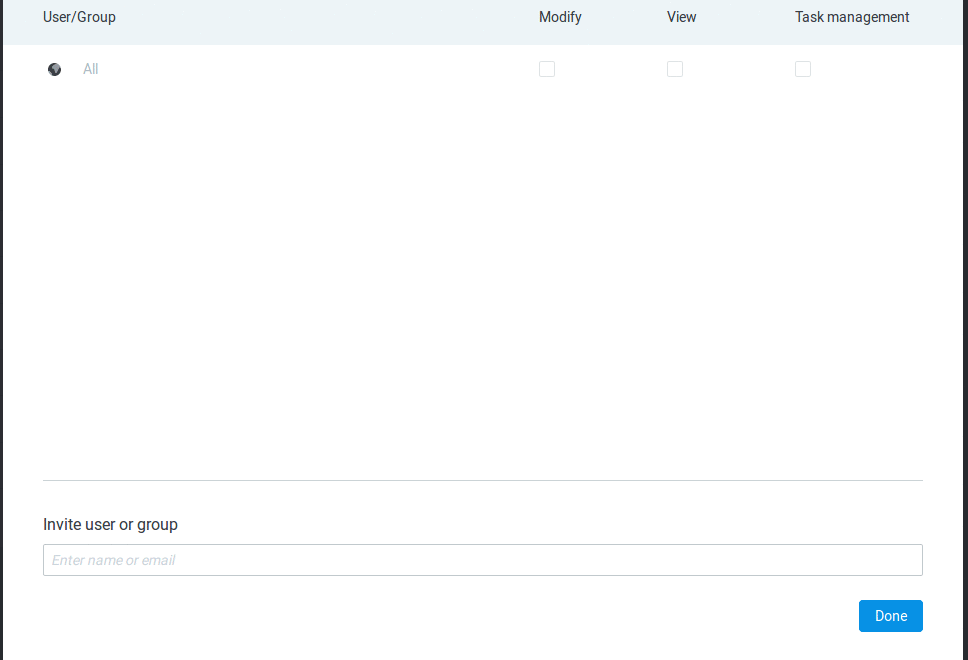 User/Group Modify View Task management
All
Invite user or group
Enter name or email
Done